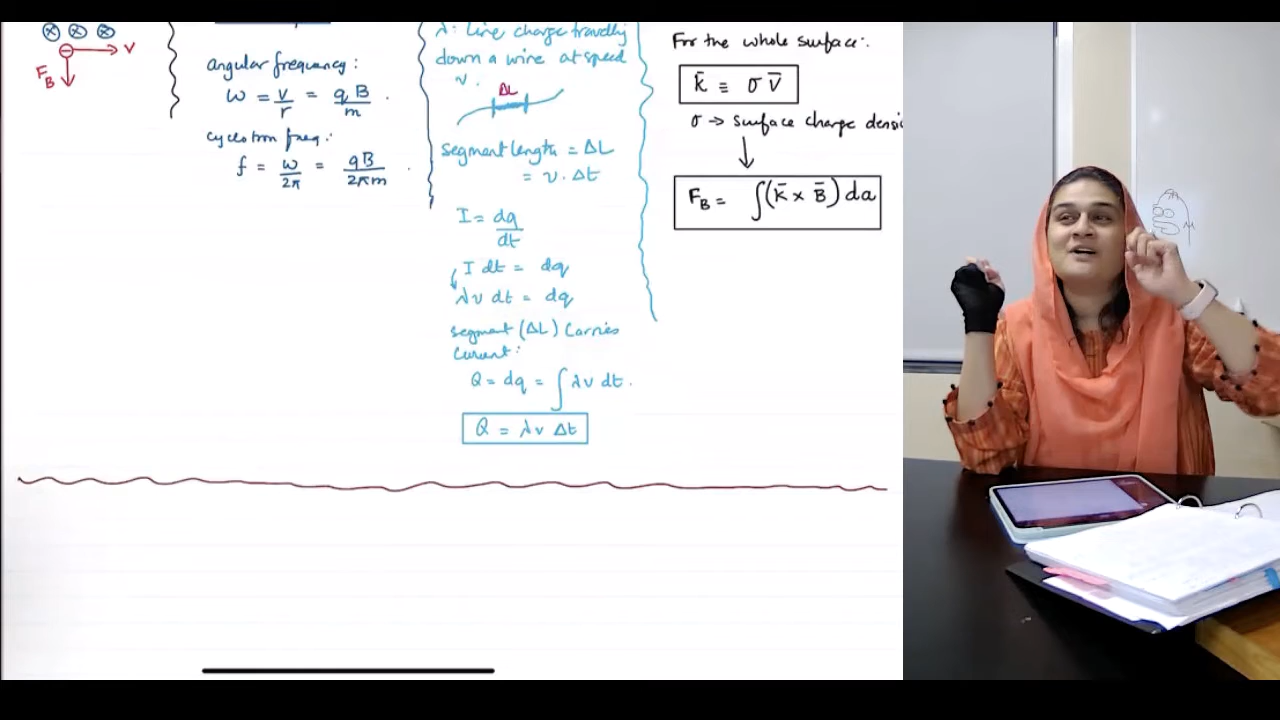 ⊗ ⊗ ⊗
⊖ → v
F_B ↓
angular frequency:
ω = v/r = qB/m .
cyclotron freq:
f = ω/2π = qB/2πm .
λ: line charge travelling
down a wire at speed
v .
ΔL
segment length = ΔL
= v . Δt
I = dq/dt
I dt = dq
λv dt = dq
segment (ΔL) carries
current:
Q = dq = ∫ λv dt .
Q = λv Δt
For the whole surface:
k̄ ≡ σ v̄
σ → surface charge densi
↓
F_B = ∫(k̄ × B̄) da